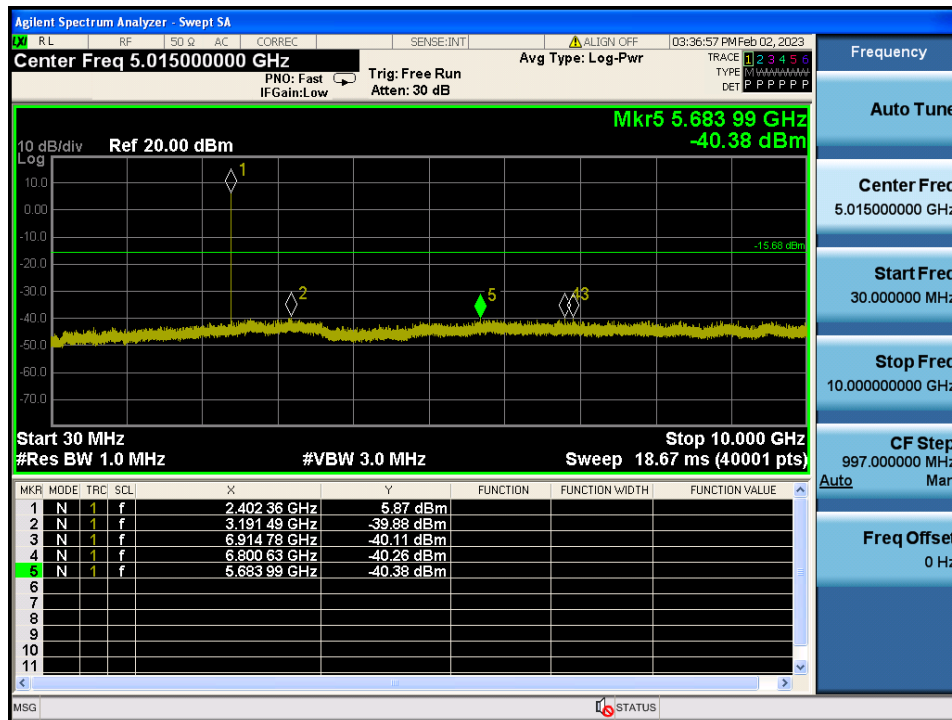 Agilent Spectrum Analyzer - Swept SA
LXI RL RF 50 Ω AC CORREC SENSE:INT ALIGN OFF 03:36:57 PM Feb 02, 2023
Center Freq 5.015000000 GHz
PNO: Fast
IFGain:Low
Trig: Free Run
Atten: 30 dB
Avg Type: Log-Pwr
TRACE 1 2 3 4 5 6
TYPE M W W W W W
DET P P P P P P
Mkr5 5.683 99 GHz
-40.38 dBm
10 dB/div Ref 20.00 dBm
Log
10.0
0.00
-10.0
-20.0
-30.0
-40.0
-50.0
-60.0
-70.0
1
-15.68 dBm
2
5
4 3
Start 30 MHz
Stop 10.000 GHz
#Res BW 1.0 MHz
#VBW 3.0 MHz
Sweep 18.67 ms (40001 pts)
MKR MODE TRC SCL X Y FUNCTION FUNCTION WIDTH FUNCTION VALUE
1 N 1 f 2.402 36 GHz 5.87 dBm
2 N 1 f 3.191 49 GHz -39.88 dBm
3 N 1 f 6.914 78 GHz -40.11 dBm
4 N 1 f 6.800 63 GHz -40.26 dBm
5 N 1 f 5.683 99 GHz -40.38 dBm
6
7
8
9
10
11
MSG
STATUS
Frequency
Auto Tune
Center Freq
5.015000000 GHz
Start Freq
30.000000 MHz
Stop Freq
10.000000000 GHz
CF Step
997.000000 MHz
Auto Man
Freq Offset
0 Hz